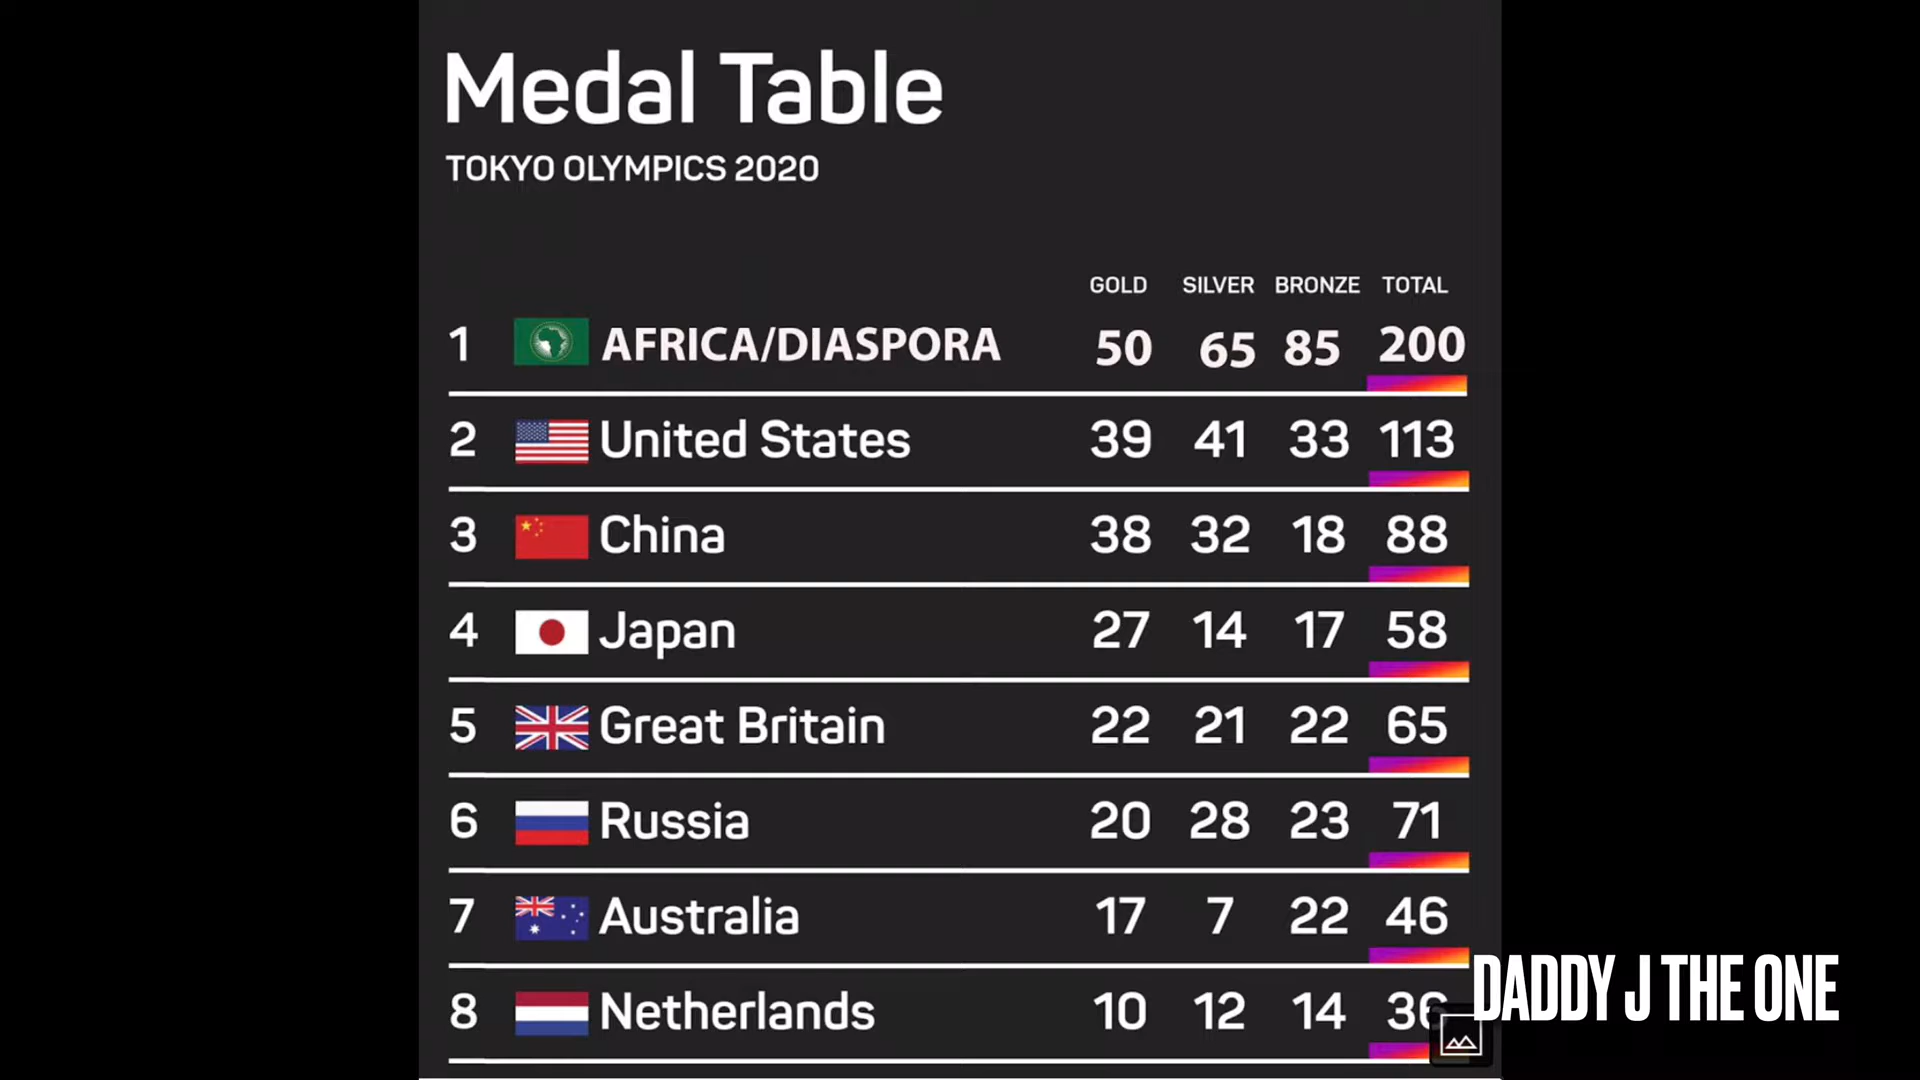 Medal Table
TOKYO OLYMPICS 2020
GOLD SILVER BRONZE TOTAL
1 AFRICA/DIASPORA 50 65 85 200
2 United States 39 41 33 113
3 China 38 32 18 88
4 Japan 27 14 17 58
5 Great Britain 22 21 22 65
6 Russia 20 28 23 71
7 Australia 17 7 22 46
8 Netherlands 10 12 14 36
DADDY J THE ONE